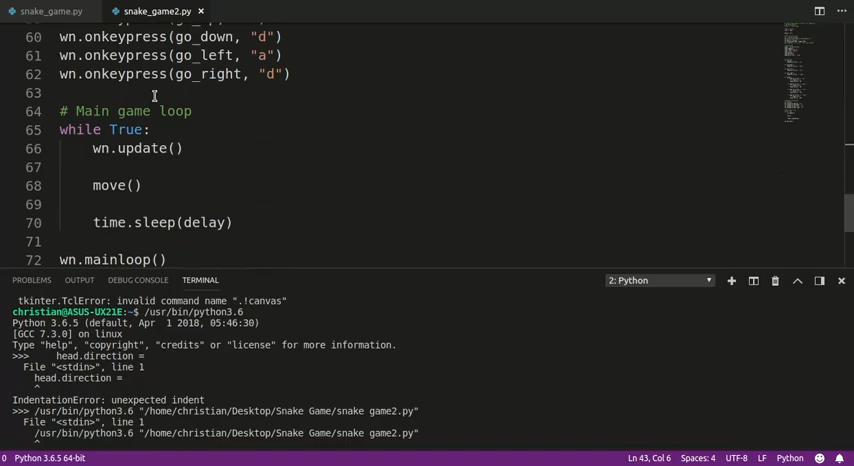 snake_game.py snake_game2.py ×
60 wn.onkeypress(go_down, "d")
61 wn.onkeypress(go_left, "a")
62 wn.onkeypress(go_right, "d")
63
64 # Main game loop
65 while True:
66 wn.update()
67
68 move()
69
70 time.sleep(delay)
71
72 wn.mainloop()
PROBLEMS OUTPUT DEBUG CONSOLE TERMINAL 2: Python
tkinter.TclError: invalid command name ".!canvas"
christian@ASUS-UX21E:~$ /usr/bin/python3.6
Python 3.6.5 (default, Apr 1 2018, 05:46:30)
[GCC 7.3.0] on linux
Type "help", "copyright", "credits" or "license" for more information.
>>> head.direction =
File "<stdin>", line 1
head.direction =
^
IndentationError: unexpected indent
>>> /usr/bin/python3.6 "/home/christian/Desktop/Snake Game/snake game2.py"
File "<stdin>", line 1
/usr/bin/python3.6 "/home/christian/Desktop/Snake Game/snake game2.py"
^
0 Python 3.6.5 64-bit Ln 43, Col 6 Spaces: 4 UTF-8 LF Python